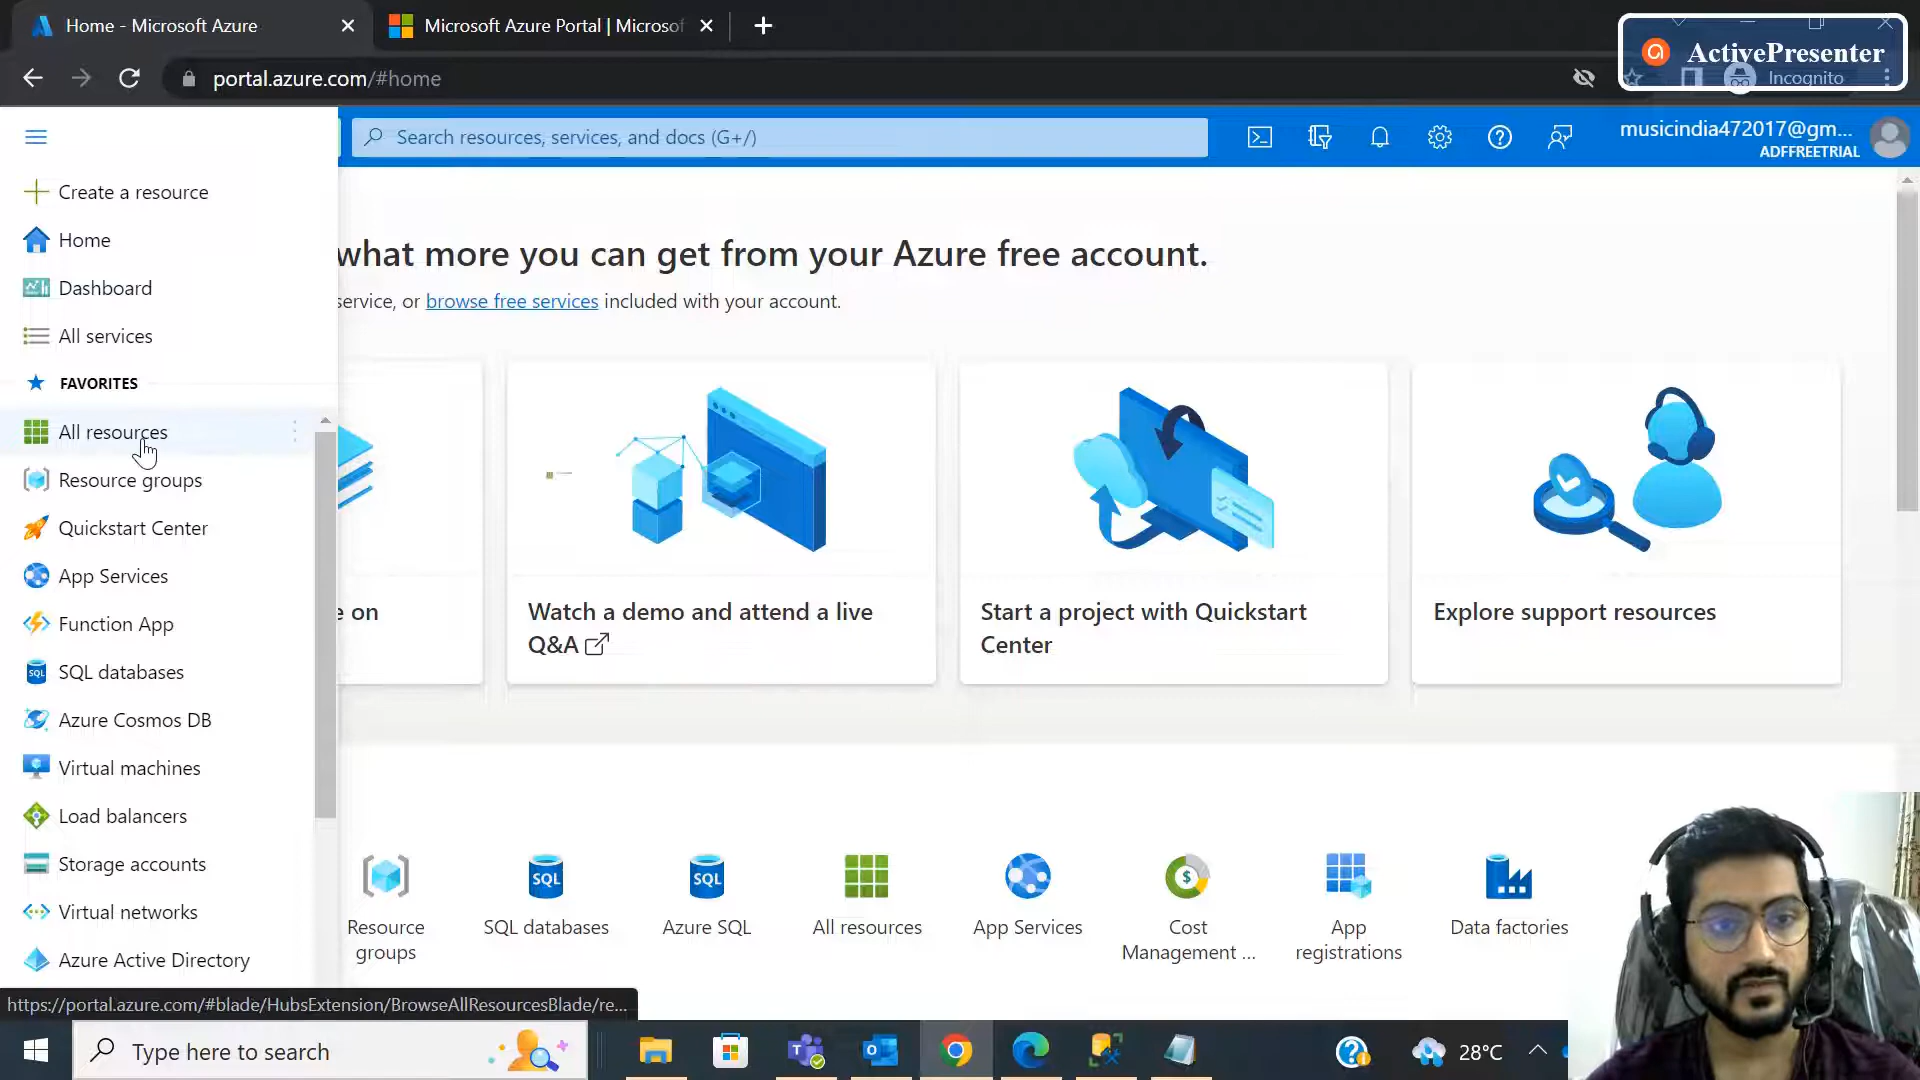 Home - Microsoft Azure
Microsoft Azure Portal | Microsof
ActivePresenter
portal.azure.com/#home
Incognito
Search resources, services, and docs (G+/)
musicindia472017@gm...
ADFFREETRIAL
Create a resource
Home
Dashboard
All services
FAVORITES
All resources
Resource groups
Quickstart Center
App Services
Function App
SQL databases
Azure Cosmos DB
Virtual machines
Load balancers
Storage accounts
Virtual networks
Azure Active Directory
what more you can get from your Azure free account.
service, or browse free services included with your account.
e on
Watch a demo and attend a live
Q&A
Start a project with Quickstart
Center
Explore support resources
Resource
groups
SQL
SQL databases
SQL
Azure SQL
All resources
App Services
Cost
Management ...
App
registrations
Data factories
https://portal.azure.com/#blade/HubsExtension/BrowseAllResourcesBlade/re...
Type here to search
28°C